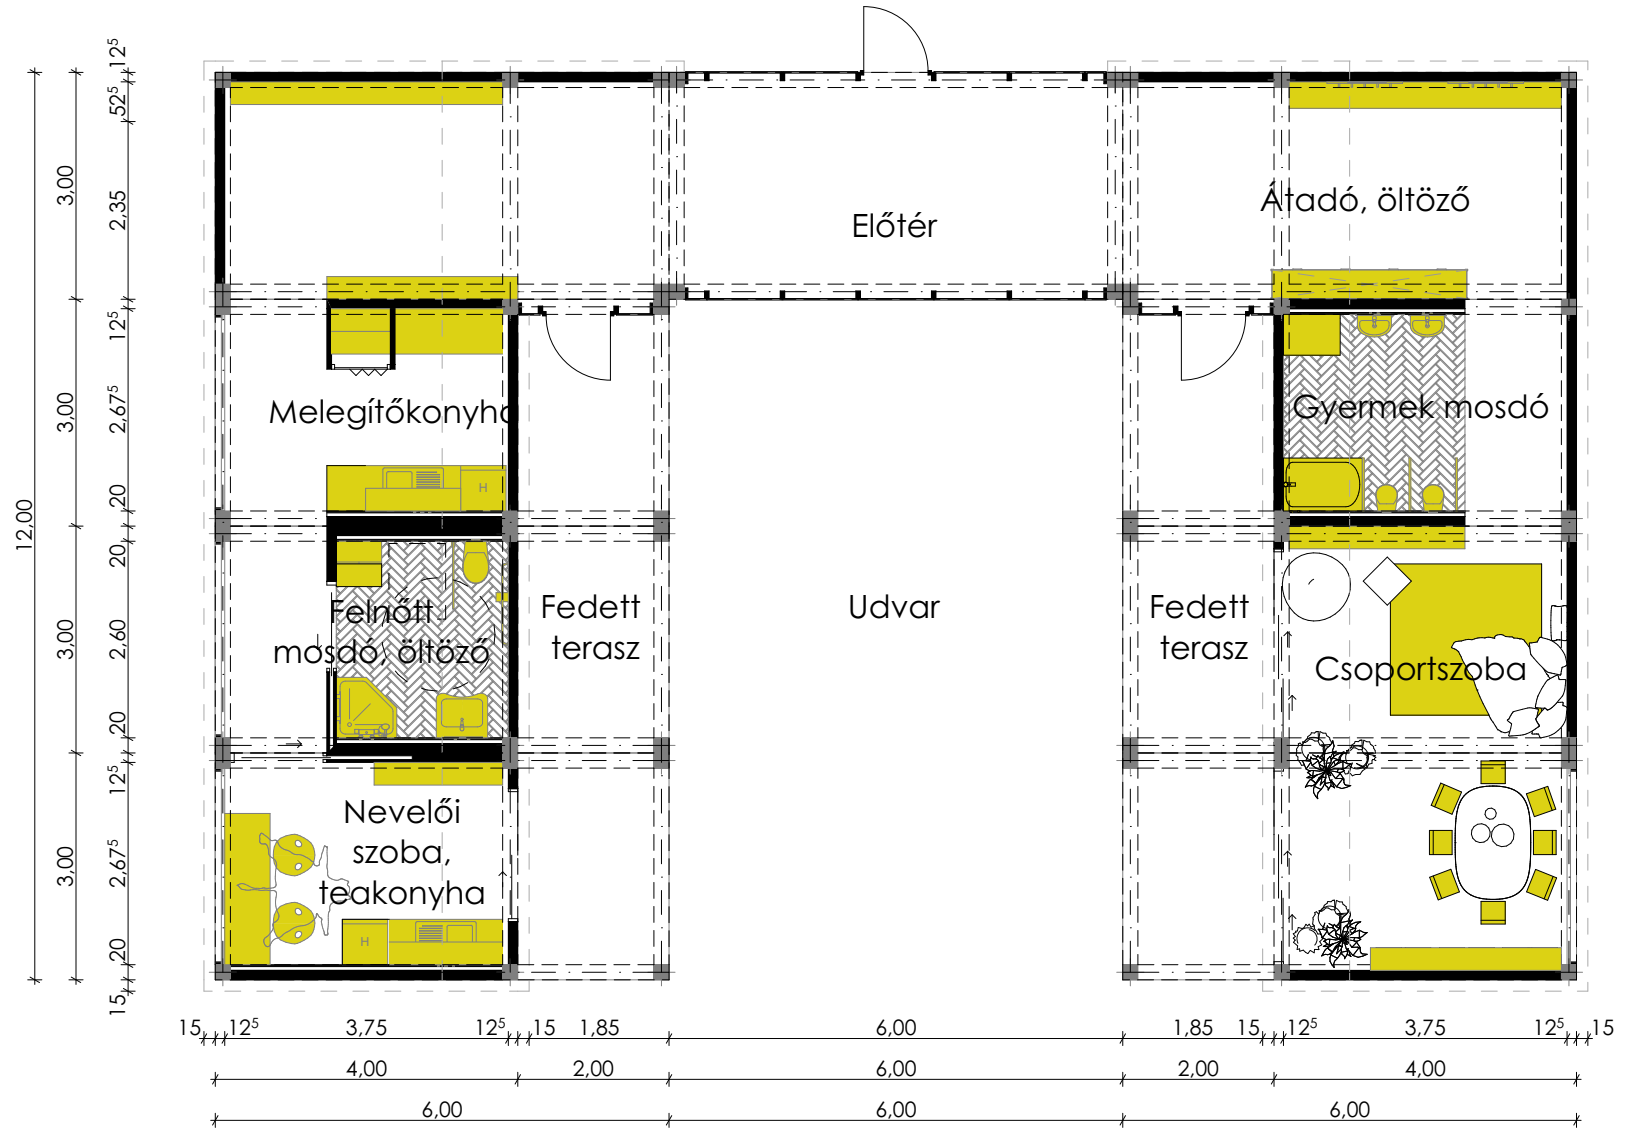 Előtér
Átadó, öltöző
Melegítőkonyha
Gyermek mosdó
H
Felnőtt
mosdó, öltöző
Fedett
terasz
Udvar
Fedett
terasz
Csoportszoba
Nevelői
szoba,
teakonyha
H
12,00
3,00
3,00
3,00
3,00
12⁵
52⁵
2,35
12⁵
2,67⁵
20
20
2,60
20
12⁵
2,67⁵
20
15
15 12⁵ 3,75 12⁵ 15 1,85 6,00 1,85 15 12⁵ 3,75 12⁵ 15
4,00 2,00 6,00 2,00 4,00
6,00 6,00 6,00